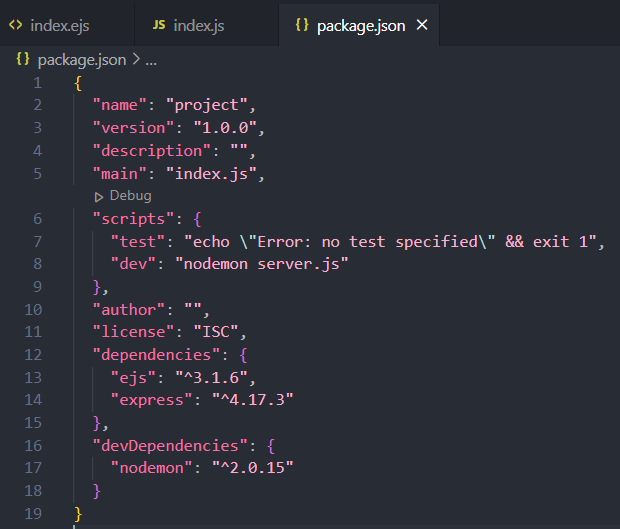 <> index.ejs JS index.js {} package.json ×
{} package.json > ...
1 {
2 "name": "project",
3 "version": "1.0.0",
4 "description": "",
5 "main": "index.js",
Debug
6 "scripts": {
7 "test": "echo \"Error: no test specified\" && exit 1",
8 "dev": "nodemon server.js"
9 },
10 "author": "",
11 "license": "ISC",
12 "dependencies": {
13 "ejs": "^3.1.6",
14 "express": "^4.17.3"
15 },
16 "devDependencies": {
17 "nodemon": "^2.0.15"
18 }
19 }